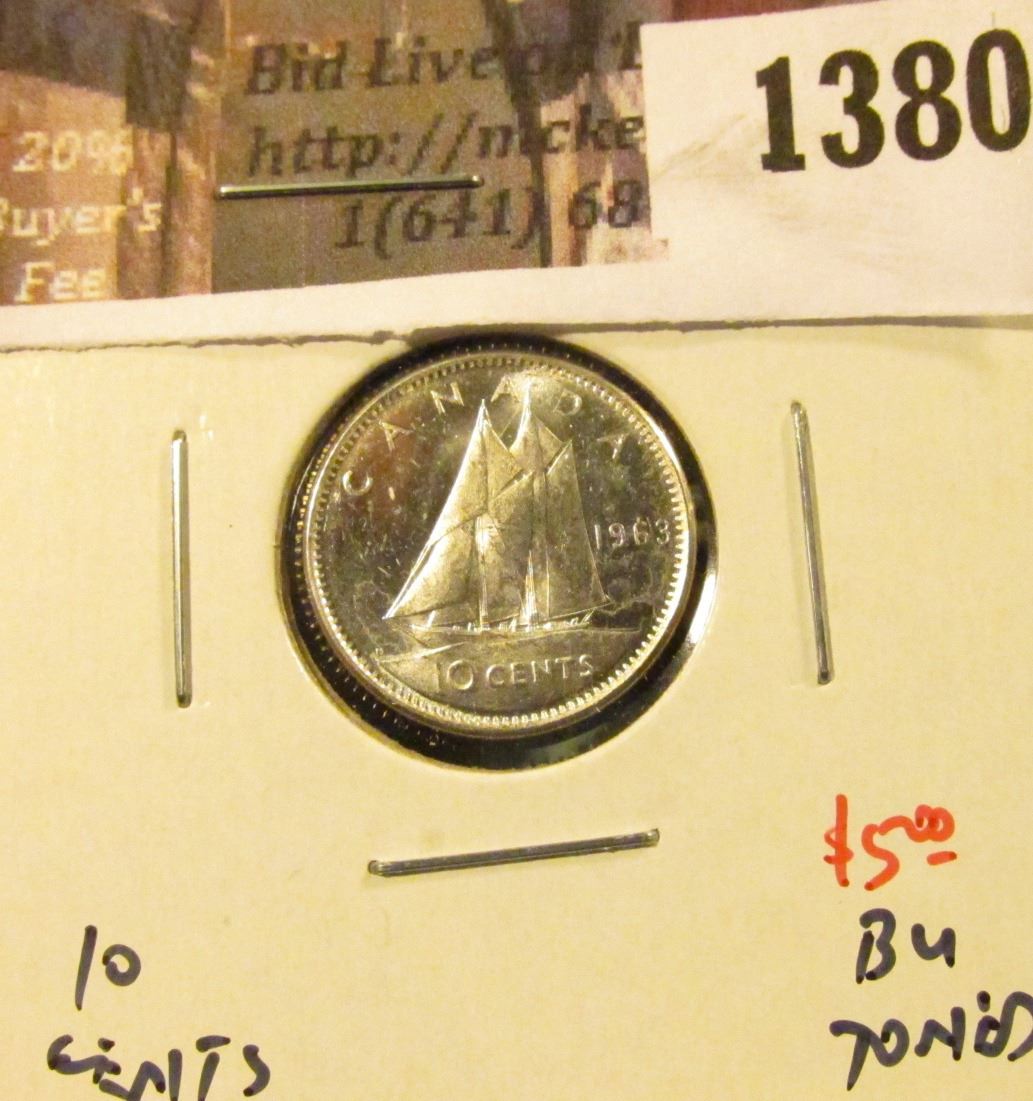 Bid Live on
1380
20%
http://nicke
Buyer's
1(641) 68
Fee
CANADA
1963
10 CENTS
$5.00
10
CENTS
BU
TONED